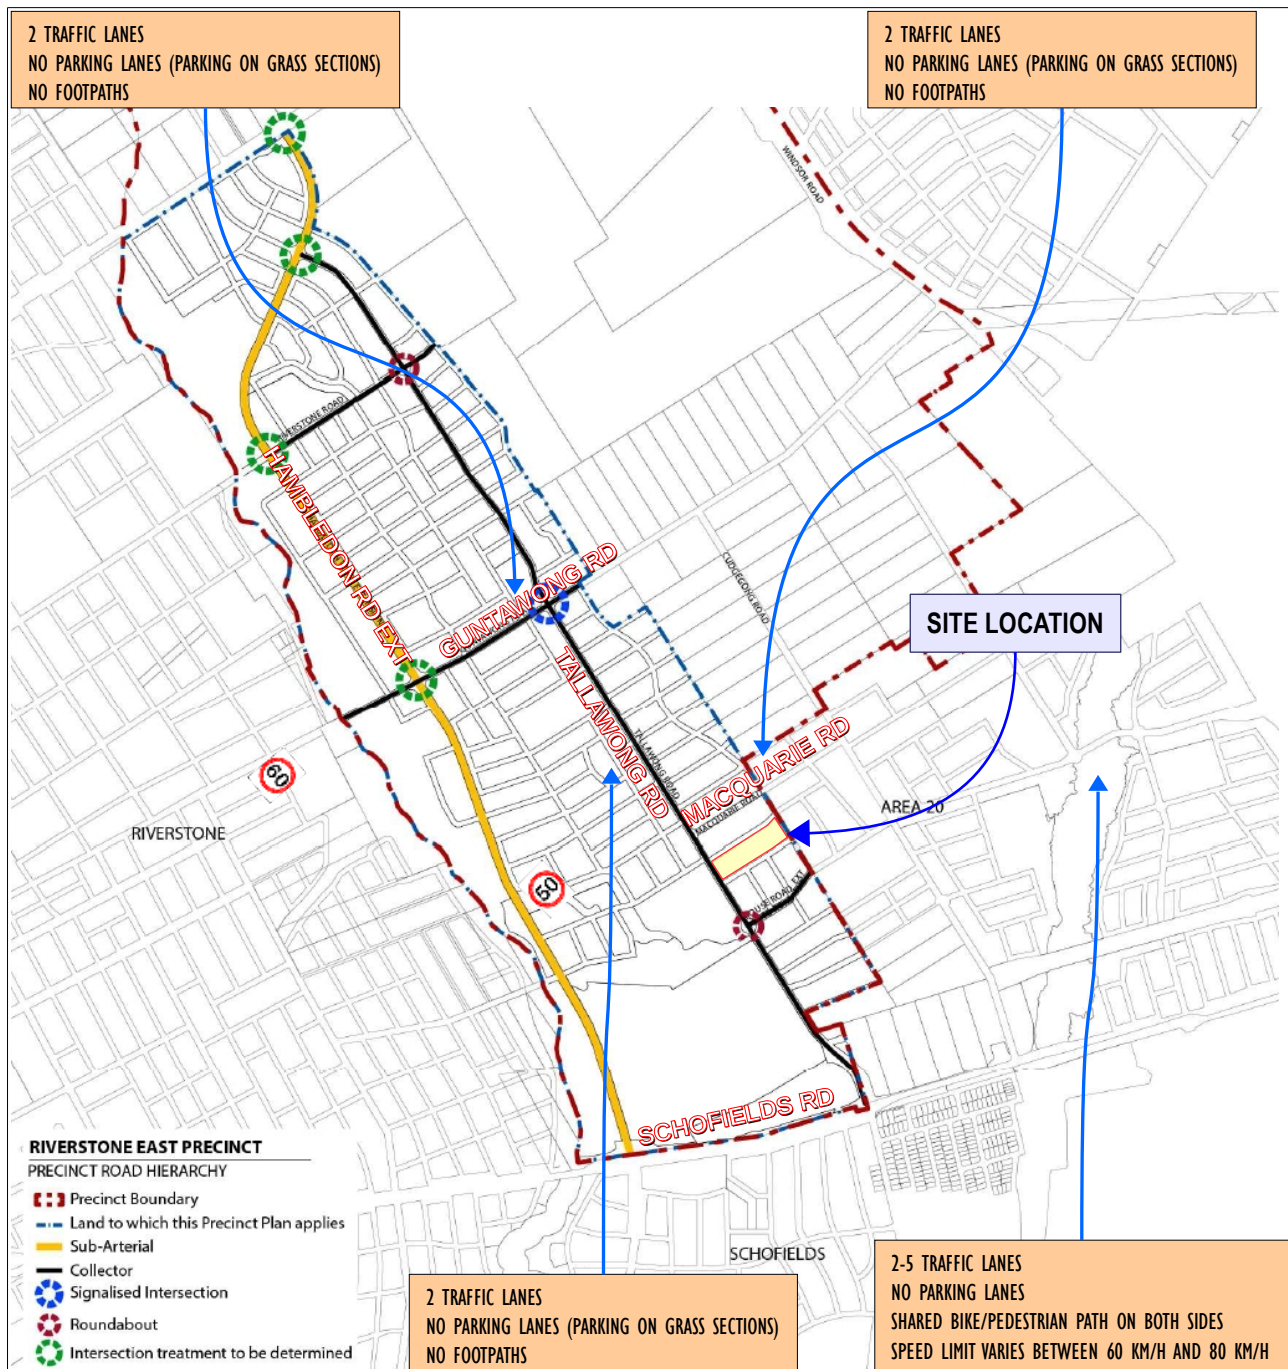 2 TRAFFIC LANES
NO PARKING LANES (PARKING ON GRASS SECTIONS)
NO FOOTPATHS
2 TRAFFIC LANES
NO PARKING LANES (PARKING ON GRASS SECTIONS)
NO FOOTPATHS
WINDSOR ROAD
RIVERSTONE ROAD
HAMBLEDON RD EXT
GUNTAWONG RD
CUDGEGONG ROAD
SITE LOCATION
TALLAWONG RD
TALLAWONG ROAD
MACQUARIE RD
MACQUARIE ROAD
60
RIVERSTONE
AREA 20
50
ROUSE ROAD EXT
SCHOFIELDS RD
RIVERSTONE EAST PRECINCT
PRECINCT ROAD HIERARCHY
Precinct Boundary
Land to which this Precinct Plan applies
Sub-Arterial
Collector
Signalised Intersection
Roundabout
Intersection treatment to be determined
SCHOFIELDS
2 TRAFFIC LANES
NO PARKING LANES (PARKING ON GRASS SECTIONS)
NO FOOTPATHS
2-5 TRAFFIC LANES
NO PARKING LANES
SHARED BIKE/PEDESTRIAN PATH ON BOTH SIDES
SPEED LIMIT VARIES BETWEEN 60 KM/H AND 80 KM/H